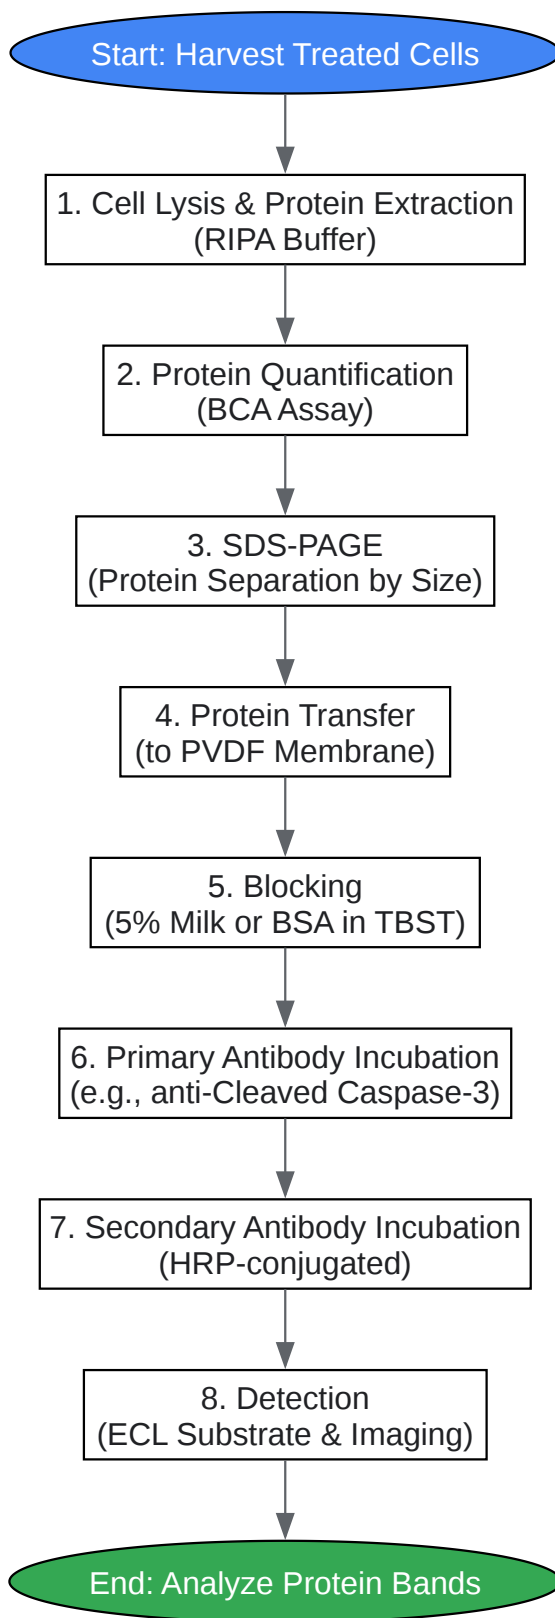 Start: Harvest Treated Cells
1. Cell Lysis & Protein Extraction
(RIPA Buffer)
2. Protein Quantification
(BCA Assay)
3. SDS-PAGE
(Protein Separation by Size)
4. Protein Transfer
(to PVDF Membrane)
5. Blocking
(5% Milk or BSA in TBST)
6. Primary Antibody Incubation
(e.g., anti-Cleaved Caspase-3)
7. Secondary Antibody Incubation
(HRP-conjugated)
8. Detection
(ECL Substrate & Imaging)
End: Analyze Protein Bands